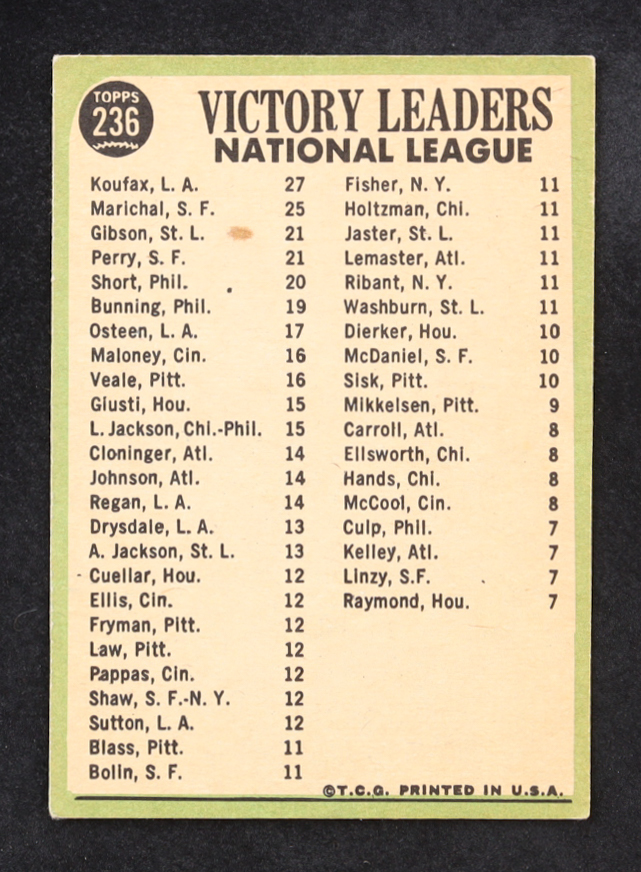 TOPPS
236
VICTORY LEADERS
NATIONAL LEAGUE
Koufax, L. A. 27
Marichal, S. F. 25
Gibson, St. L. 21
Perry, S. F. 21
Short, Phil. 20
Bunning, Phil. 19
Osteen, L. A. 17
Maloney, Cin. 16
Veale, Pitt. 16
Giusti, Hou. 15
L. Jackson, Chi.-Phil. 15
Cloninger, Atl. 14
Johnson, Atl. 14
Regan, L. A. 14
Drysdale, L. A. 13
A. Jackson, St. L. 13
Cuellar, Hou. 12
Ellis, Cin. 12
Fryman, Pitt. 12
Law, Pitt. 12
Pappas, Cin. 12
Shaw, S. F.-N. Y. 12
Sutton, L. A. 12
Blass, Pitt. 11
Bolin, S. F. 11
Fisher, N. Y. 11
Holtzman, Chi. 11
Jaster, St. L. 11
Lemaster, Atl. 11
Ribant, N. Y. 11
Washburn, St. L. 11
Dierker, Hou. 10
McDaniel, S. F. 10
Sisk, Pitt. 10
Mikkelsen, Pitt. 9
Carroll, Atl. 8
Ellsworth, Chi. 8
Hands, Chi. 8
McCool, Cin. 8
Culp, Phil. 7
Kelley, Atl. 7
Linzy, S.F. 7
Raymond, Hou. 7
©T.C.G. PRINTED IN U.S.A.